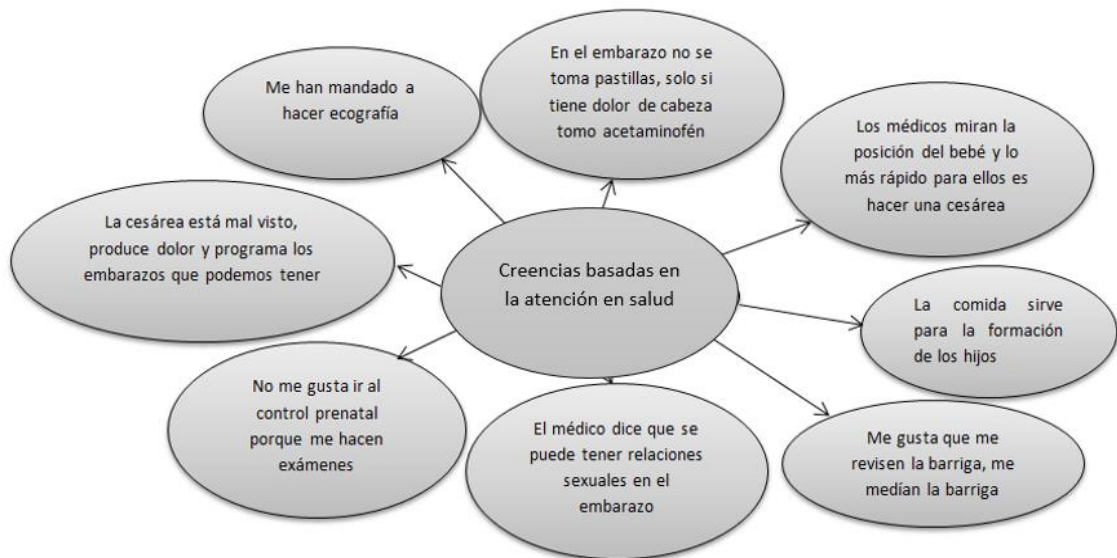 Me han mandado a
hacer ecografía
En el embarazo no se
toma pastillas, solo si
tiene dolor de cabeza
tomo acetaminofén
Los médicos miran la
posición del bebé y lo
más rápido para ellos es
hacer una cesárea
La cesárea está mal visto,
produce dolor y programa los
embarazos que podemos tener
Creencias basadas en
la atención en salud
La comida sirve
para la formación
de los hijos
No me gusta ir al
control prenatal
porque me hacen
exámenes
El médico dice que se
puede tener relaciones
sexuales en el
embarazo
Me gusta que me
revisen la barriga, me
medían la barriga